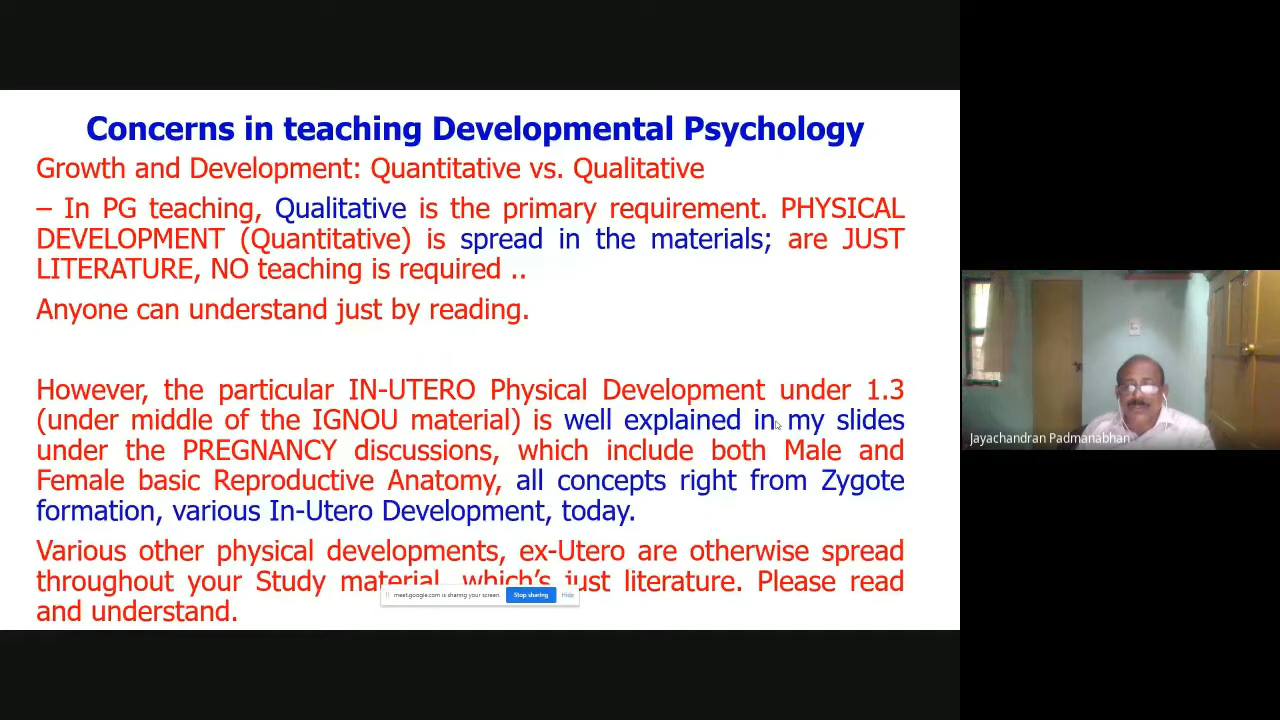 Concerns in teaching Developmental Psychology
Growth and Development: Quantitative vs. Qualitative
– In PG teaching, Qualitative is the primary requirement. PHYSICAL
DEVELOPMENT (Quantitative) is spread in the materials; are JUST
LITERATURE, NO teaching is required ..
Anyone can understand just by reading.
However, the particular IN-UTERO Physical Development under 1.3
(under middle of the IGNOU material) is well explained in my slides
under the PREGNANCY discussions, which include both Male and
Female basic Reproductive Anatomy, all concepts right from Zygote
formation, various In-Utero Development, today.
Various other physical developments, ex-Utero are otherwise spread
throughout your Study material, which's just literature. Please read
and understand.
meet.google.com is sharing your screen. Stop sharing Hide
Jayachandran Padmanabhan